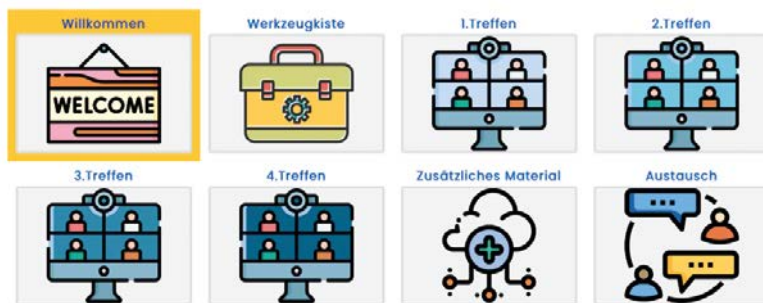 Willkommen
Werkzeugkiste
1.Treffen
2.Treffen
WELCOME
3.Treffen
4.Treffen
Zusätzliches Material
Austausch